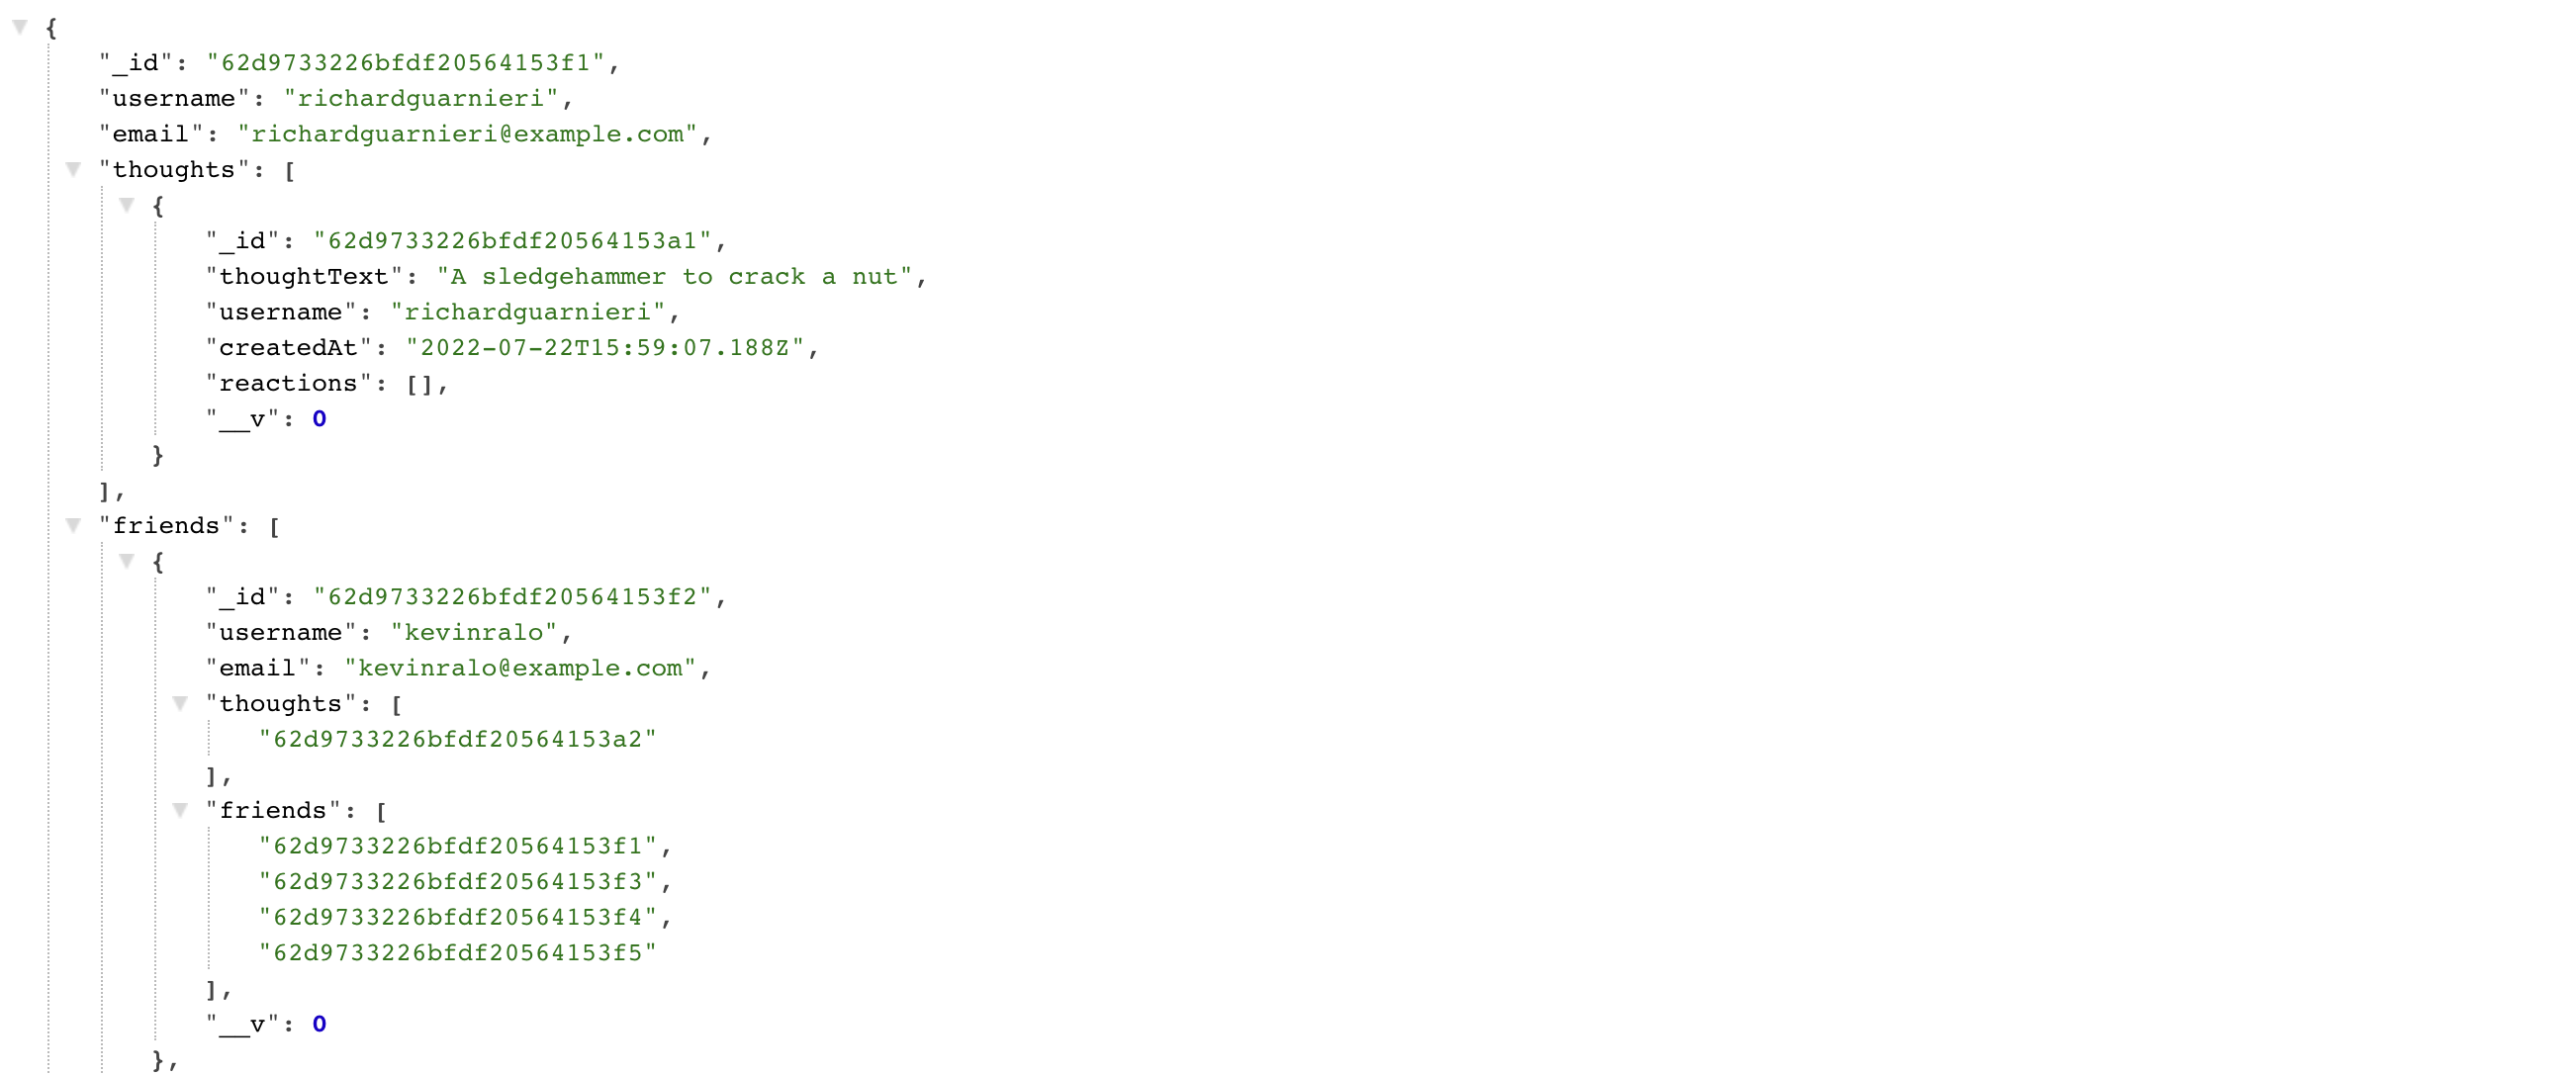 {
"_id": "62d9733226bfdf20564153f1",
"username": "richardguarnieri",
"email": "richardguarnieri@example.com",
"thoughts": [
{
"_id": "62d9733226bfdf20564153a1",
"thoughtText": "A sledgehammer to crack a nut",
"username": "richardguarnieri",
"createdAt": "2022-07-22T15:59:07.188Z",
"reactions": [],
"__v": 0
}
],
"friends": [
{
"_id": "62d9733226bfdf20564153f2",
"username": "kevinralo",
"email": "kevinralo@example.com",
"thoughts": [
"62d9733226bfdf20564153a2"
],
"friends": [
"62d9733226bfdf20564153f1",
"62d9733226bfdf20564153f3",
"62d9733226bfdf20564153f4",
"62d9733226bfdf20564153f5"
],
"__v": 0
},